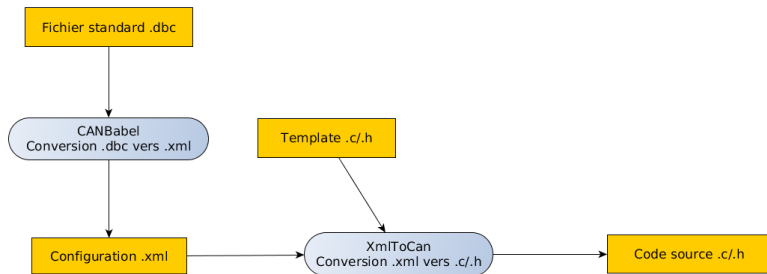 Fichier standard .dbc
CANBabel
Conversion .dbc vers .xml
Template .c/.h
Configuration .xml
XmlToCan
Conversion .xml vers .c/.h
Code source .c/.h